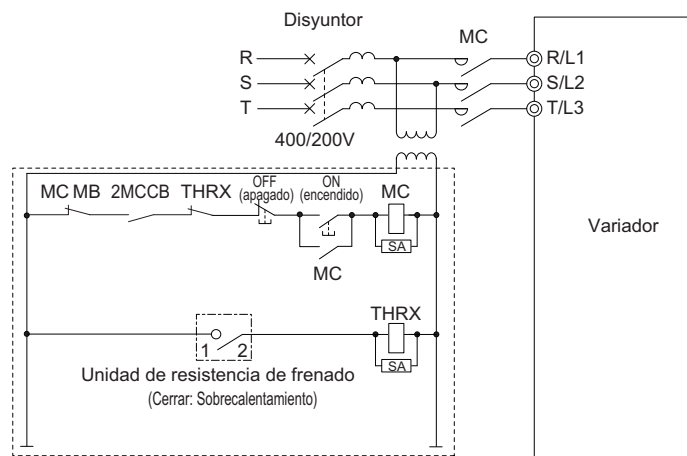 Disyuntor
MC
R
R/L1
S
S/L2
T
T/L3
400/200V
MC MB
2MCCB
THRX
OFF
(apagado)
ON
(encendido)
MC
SA
MC
Variador
THRX
1
2
SA
Unidad de resistencia de frenado
(Cerrar: Sobrecalentamiento)